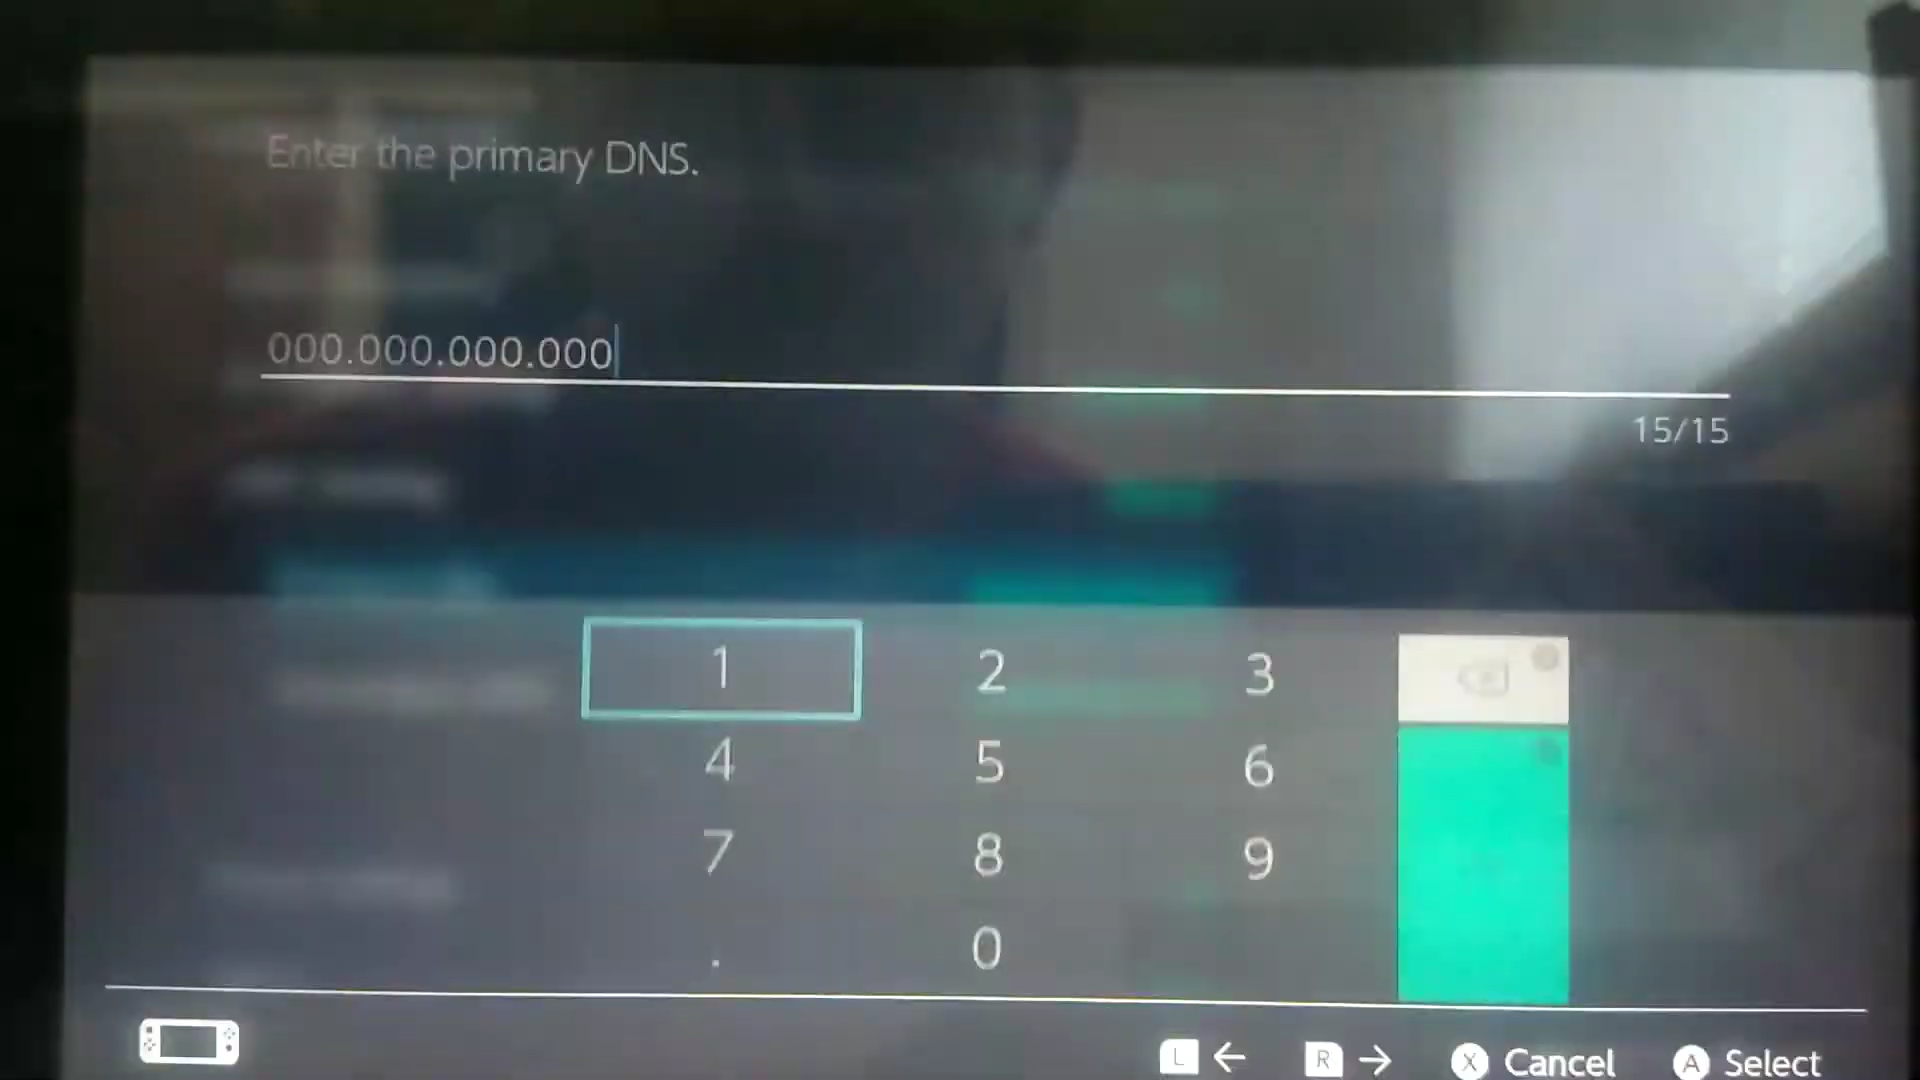 Enter the primary DNS.
000.000.000.000
15/15
1 2 3
4 5 6
7 8 9
. 0
L ← R → X Cancel A Select